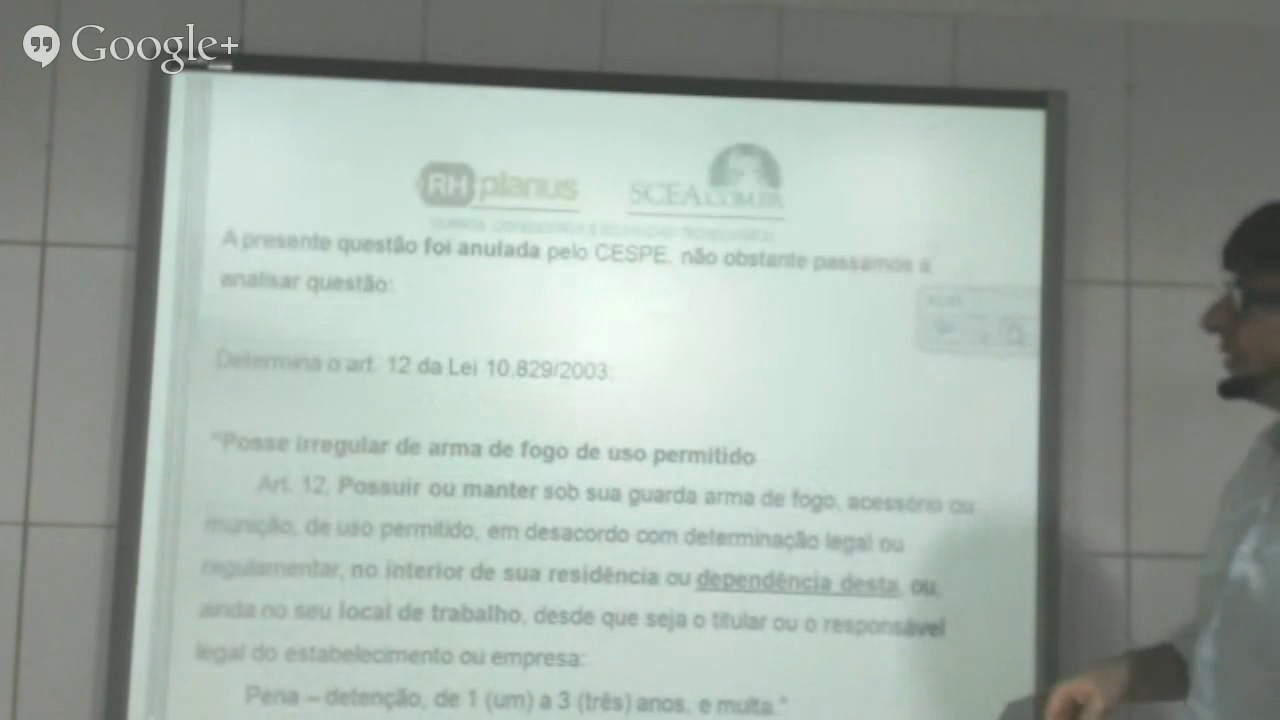 Google+
RHplanus
SCEA.COM.BR
A presente questão foi anulada pelo CESPE, não obstante passamos a
analisar questão:
Determina o art. 12 da Lei 10.829/2003:
"Posse irregular de arma de fogo de uso permitido
Art. 12. Possuir ou manter sob sua guarda arma de fogo, acessório ou
munição, de uso permitido, em desacordo com determinação legal ou
regulamentar, no interior de sua residência ou dependência desta, ou,
ainda no seu local de trabalho, desde que seja o titular ou o responsável
legal do estabelecimento ou empresa:
Pena – detenção, de 1 (um) a 3 (três) anos, e multa."